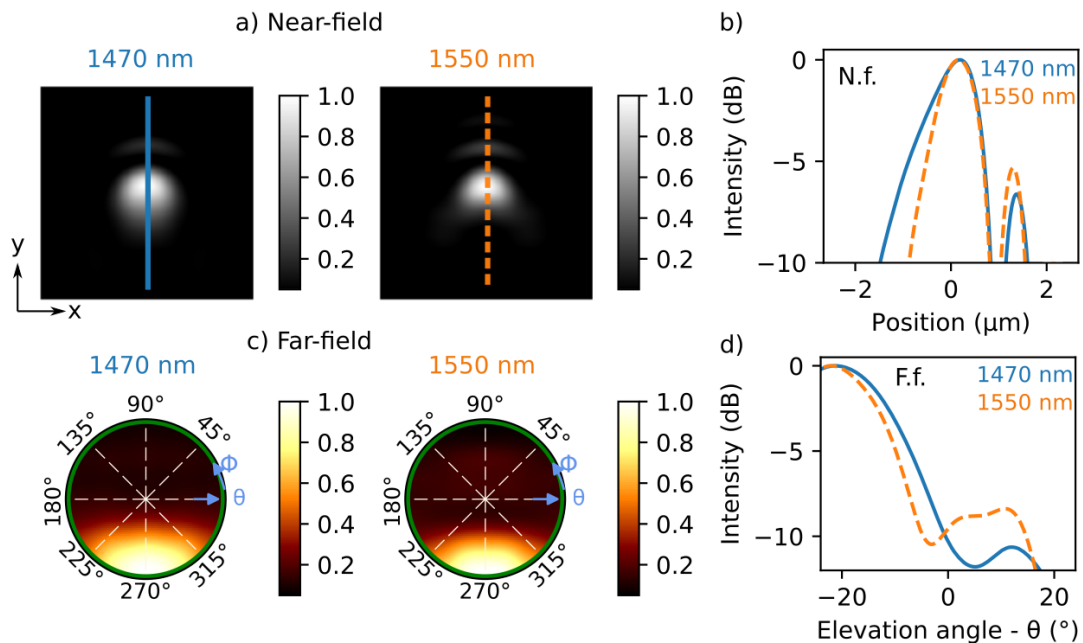 a) Near-field
1470 nm
1550 nm
1.0
0.8
0.6
0.4
0.2
1.0
0.8
0.6
0.4
0.2
y
x
b)
N.f.
1470 nm
1550 nm
Intensity (dB)
0
−5
−10
−2
0
2
Position (μm)
c) Far-field
1470 nm
1550 nm
90°
45°
135°
180°
225°
270°
315°
Φ
θ
1.0
0.8
0.6
0.4
0.2
90°
45°
135°
180°
225°
270°
315°
Φ
θ
1.0
0.8
0.6
0.4
0.2
d)
F.f.
1470 nm
1550 nm
Intensity (dB)
0
−5
−10
−20
0
20
Elevation angle - θ (°)